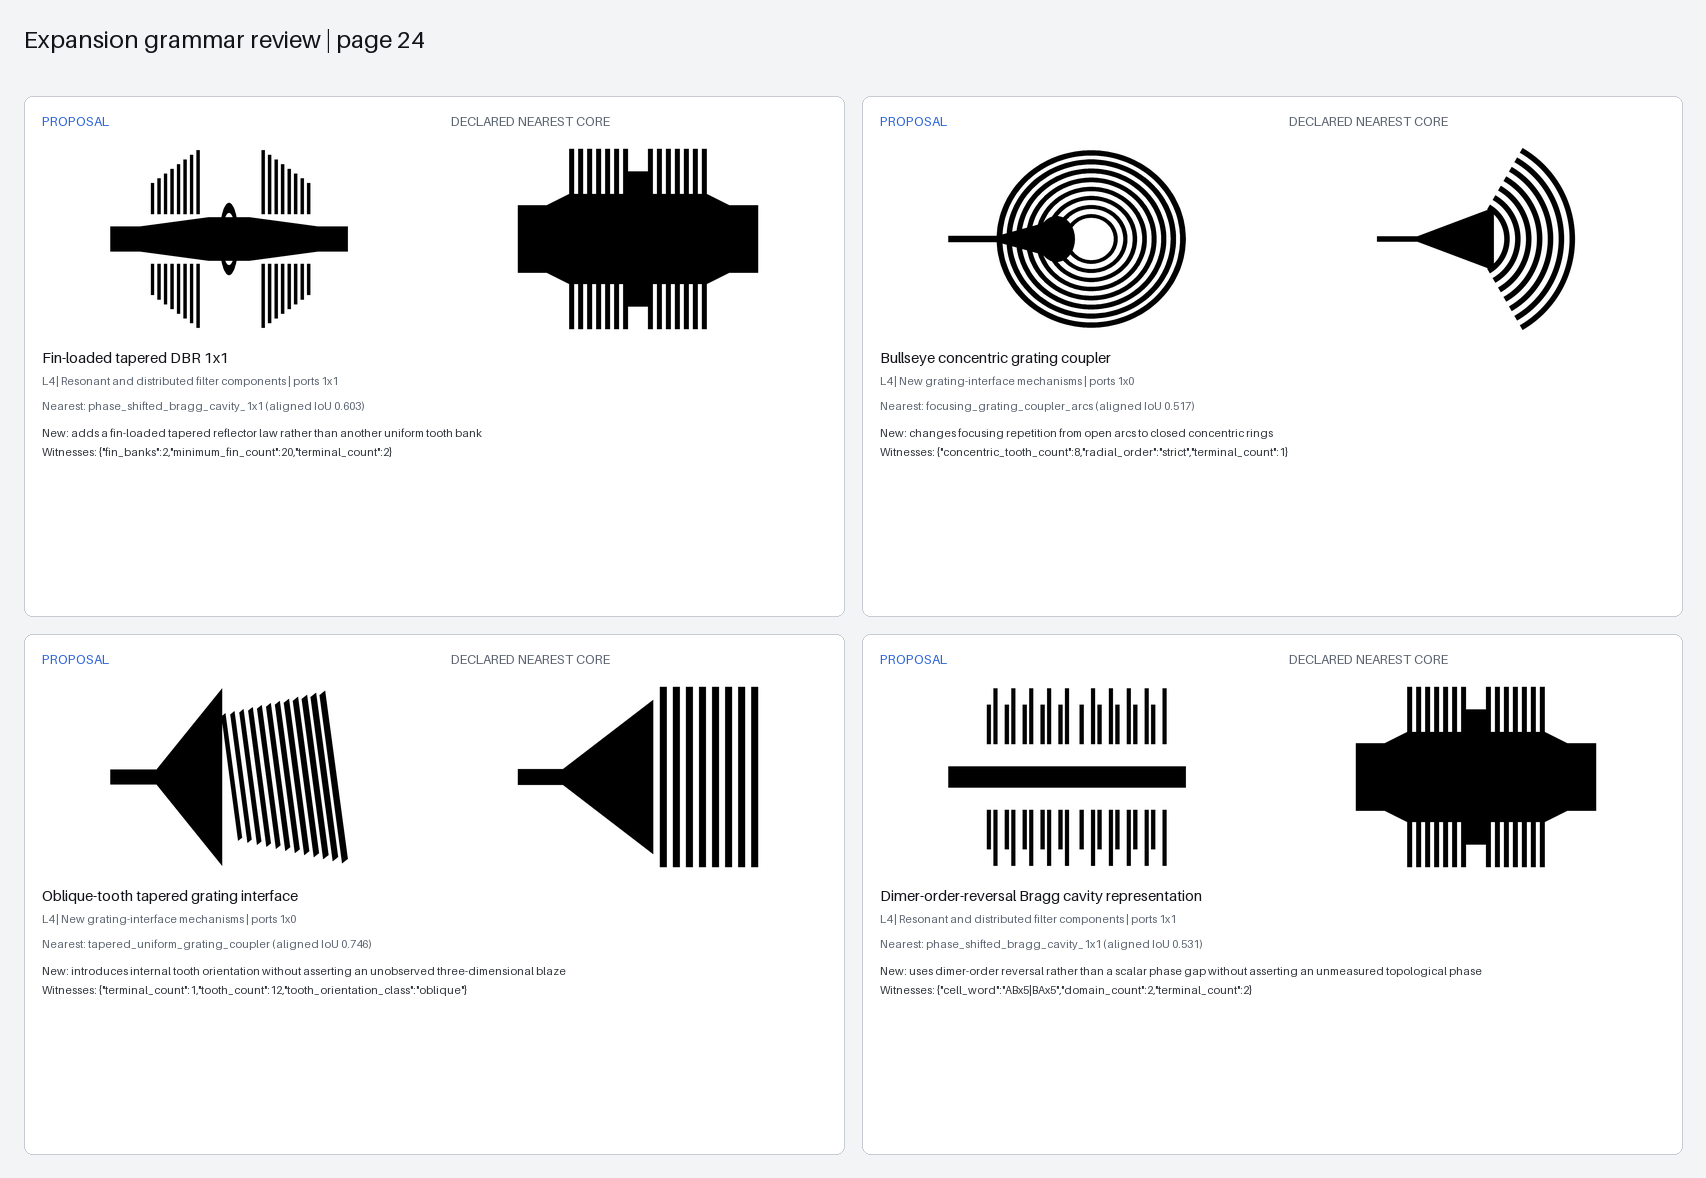 Expansion grammar review | page 24
PROPOSAL
DECLARED NEAREST CORE
Fin-loaded tapered DBR 1x1
L4 | Resonant and distributed filter components | ports 1x1
Nearest: phase_shifted_bragg_cavity_1x1 (aligned IoU 0.603)
New: adds a fin-loaded tapered reflector law rather than another uniform tooth bank
Witnesses: {"fin_banks":2,"minimum_fin_count":20,"terminal_count":2}
PROPOSAL
DECLARED NEAREST CORE
Bullseye concentric grating coupler
L4 | New grating-interface mechanisms | ports 1x0
Nearest: focusing_grating_coupler_arcs (aligned IoU 0.517)
New: changes focusing repetition from open arcs to closed concentric rings
Witnesses: {"concentric_tooth_count":8,"radial_order":"strict","terminal_count":1}
PROPOSAL
DECLARED NEAREST CORE
Oblique-tooth tapered grating interface
L4 | New grating-interface mechanisms | ports 1x0
Nearest: tapered_uniform_grating_coupler (aligned IoU 0.746)
New: introduces internal tooth orientation without asserting an unobserved three-dimensional blaze
Witnesses: {"terminal_count":1,"tooth_count":12,"tooth_orientation_class":"oblique"}
PROPOSAL
DECLARED NEAREST CORE
Dimer-order-reversal Bragg cavity representation
L4 | Resonant and distributed filter components | ports 1x1
Nearest: phase_shifted_bragg_cavity_1x1 (aligned IoU 0.531)
New: uses dimer-order reversal rather than a scalar phase gap without asserting an unmeasured topological phase
Witnesses: {"cell_word":"ABx5|BAx5","domain_count":2,"terminal_count":2}